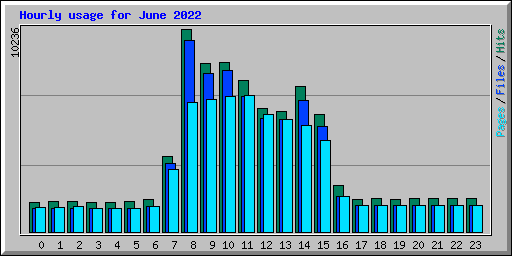 Hourly usage for June 2022
10236
Pages/Files/Hits
0 1 2 3 4 5 6 7 8 9 10 11 12 13 14 15 16 17 18 19 20 21 22 23